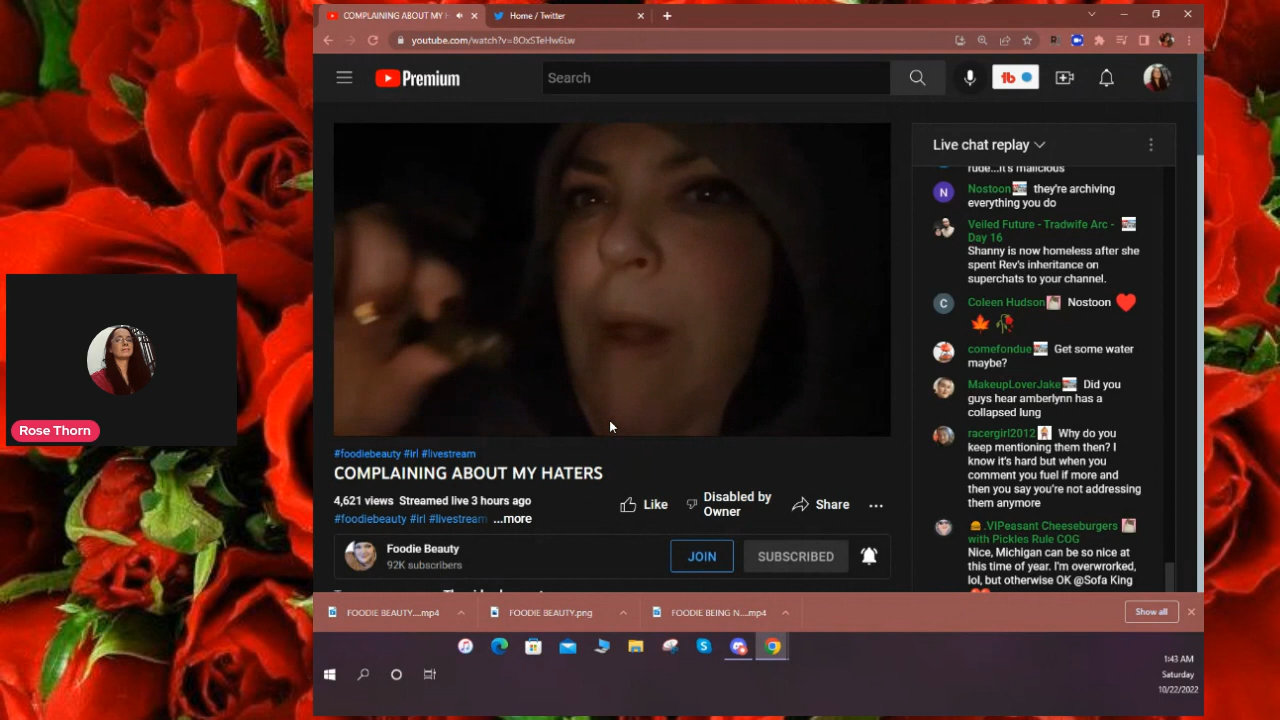 COMPLAINING ABOUT MY H
Home / Twitter
youtube.com/watch?v=8OxSTeHw6Lw
Premium
Search
Live chat replay
rude...it's malicious
N
Nostoon they're archiving
everything you do
Veiled Future - Tradwife Arc -
Day 16
Shanny is now homeless after she
spent Rev's inheritance on
superchats to your channel.
C
Coleen Hudson Nostoon ❤️
🍁 🥀
comefondue Get some water
maybe?
MakeupLoverJake Did you
guys hear amberlynn has a
collapsed lung
racergirl2012 Why do you
keep mentioning them then? I
know it's hard but when you
comment you fuel if more and
then you say you're not addressing
them anymore
🍔.VIPeasant Cheeseburgers
with Pickles Rule COG
Nice, Michigan can be so nice at
this time of year. I'm overworked,
lol, but otherwise OK @Sofa King
Rose Thorn
#foodiebeauty #irl #livestream
COMPLAINING ABOUT MY HATERS
4,621 views Streamed live 3 hours ago
#foodiebeauty #irl #livestream ...more
Like
Disabled by
Owner
Share
Foodie Beauty
92K subscribers
JOIN
SUBSCRIBED
FOODIE BEAUTY....mp4
FOODIE BEAUTY.png
FOODIE BEING N....mp4
Show all
1:43 AM
Saturday
10/22/2022